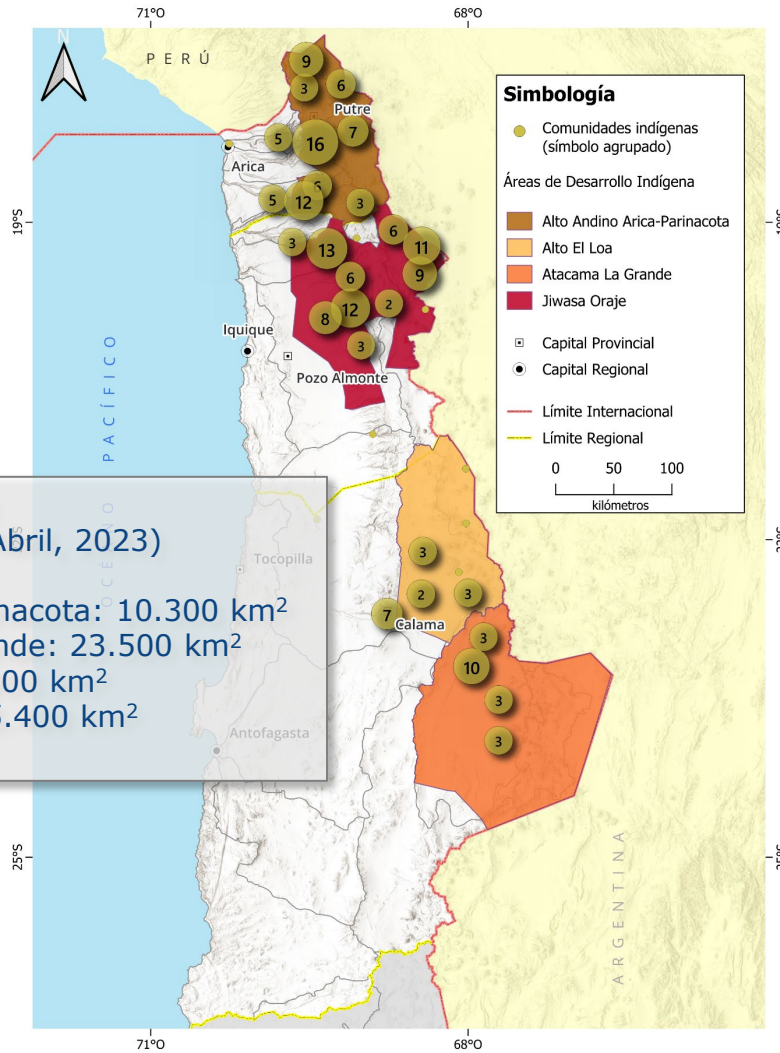 71°O 68°O
N
PERÚ
9
3
6
Putre
5
16
7
Arica
6
5
12
3
19°S
6
3
13
11
9
6
2
8
12
3
Iquique
Pozo Almonte
OCÉANO PACÍFICO
Simbología
Comunidades indígenas
(símbolo agrupado)
Áreas de Desarrollo Indígena
Alto Andino Arica-Parinacota
Alto El Loa
Atacama La Grande
Jiwasa Oraje
Capital Provincial
Capital Regional
Límite Internacional
Límite Regional
0 50 100
kilómetros
Abril, 2023)
Tocopilla
3
2
3
7
Calama
nacota: 10.300 km²
nde: 23.500 km²
00 km²
.400 km²
3
10
3
3
Antofagasta
25°S
ARGENTINA
71°O 68°O